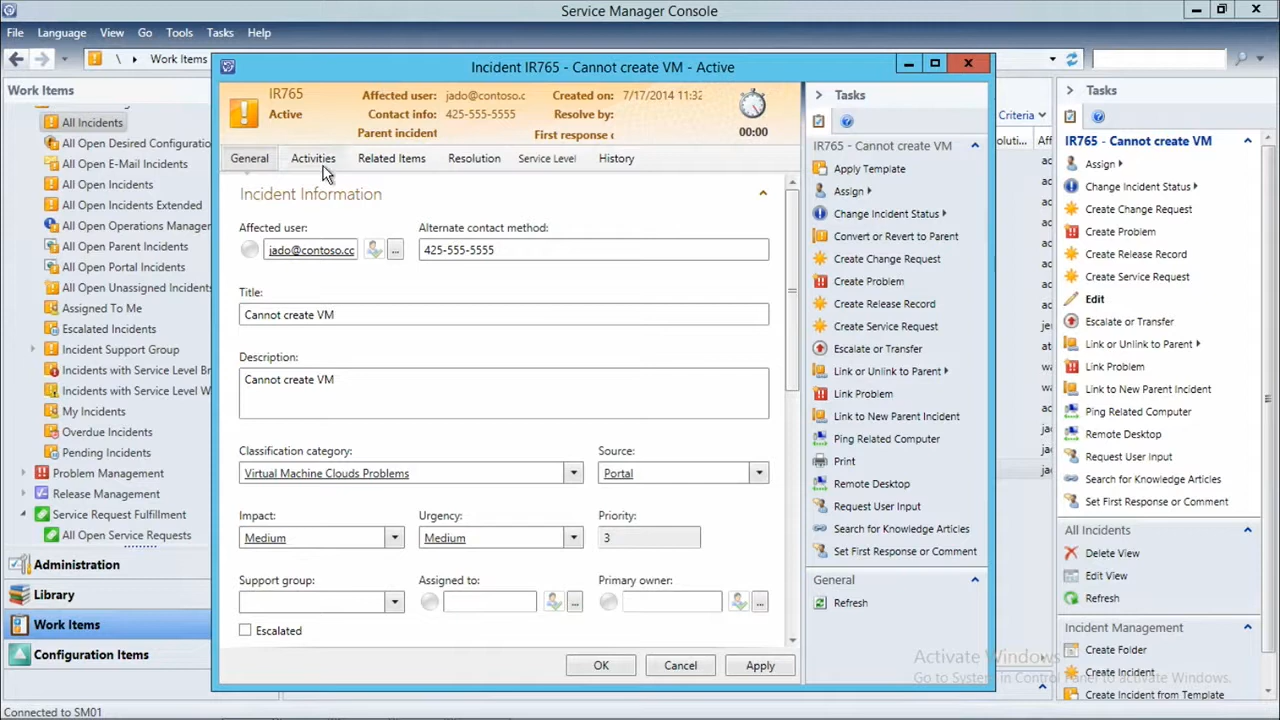 Service Manager Console
File Language View Go Tools Tasks Help
\ Work Items
Work Items
All Incidents
All Open Desired Configuratio
All Open E-Mail Incidents
All Open Incidents
All Open Incidents Extended
All Open Operations Manager
All Open Parent Incidents
All Open Portal Incidents
All Open Unassigned Incidents
Assigned To Me
Escalated Incidents
Incident Support Group
Incidents with Service Level Br
Incidents with Service Level W
My Incidents
Overdue Incidents
Pending Incidents
Problem Management
Release Management
Service Request Fulfillment
All Open Service Requests
Administration
Library
Work Items
Configuration Items
Connected to SM01
Incident IR765 - Cannot create VM - Active
IR765
Active
Affected user: jado@contoso.c
Contact info: 425-555-5555
Parent incident
Created on: 7/17/2014 11:32
Resolve by:
First response c
00:00
General Activities Related Items Resolution Service Level History
Incident Information
Affected user: Alternate contact method:
jado@contoso.cc ... 425-555-5555
Title:
Cannot create VM
Description:
Cannot create VM
Classification category: Source:
Virtual Machine Clouds Problems Portal
Impact: Urgency: Priority:
Medium Medium 3
Support group: Assigned to: Primary owner:
... ...
Escalated
OK Cancel Apply
Tasks
IR765 - Cannot create VM
Apply Template
Assign
Change Incident Status
Convert or Revert to Parent
Create Change Request
Create Problem
Create Release Record
Create Service Request
Escalate or Transfer
Link or Unlink to Parent
Link Problem
Link to New Parent Incident
Ping Related Computer
Print
Remote Desktop
Request User Input
Search for Knowledge Articles
Set First Response or Comment
General
Refresh
Criteria
oluti... Af
Tasks
IR765 - Cannot create VM
Assign
Change Incident Status
Create Change Request
Create Problem
Create Release Record
Create Service Request
Edit
Escalate or Transfer
Link or Unlink to Parent
Link Problem
Link to New Parent Incident
Ping Related Computer
Remote Desktop
Request User Input
Search for Knowledge Articles
Set First Response or Comment
All Incidents
Delete View
Edit View
Refresh
Incident Management
Create Folder
Create Incident
Create Incident from Template
Activate Windows
Go to System in Control Panel to activate Windows.